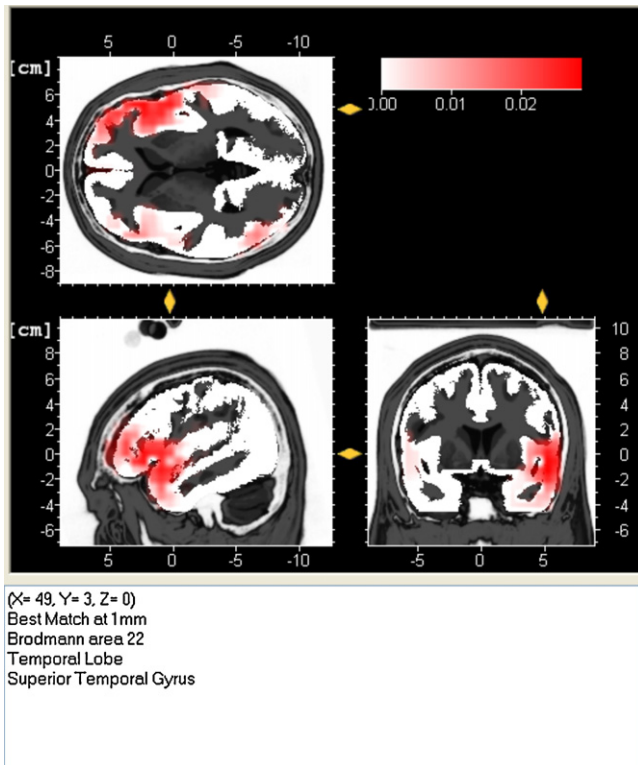 5 0 -5 -10
[cm]
6
4
2
0
-2
-4
-6
-8
0.00 0.01 0.02
[cm]
8
6
4
2
0
-2
-4
-6
5 0 -5 -10
10
8
6
4
2
0
-2
-4
-6
-5 0 5
(X= 49, Y= 3, Z= 0)
Best Match at 1mm
Brodmann area 22
Temporal Lobe
Superior Temporal Gyrus